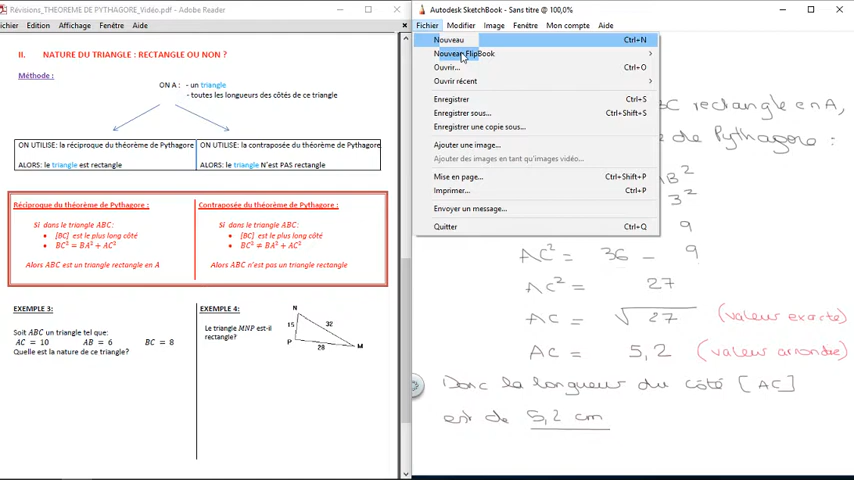 Révisions_THEOREME DE PYTHAGORE_Vidéo.pdf - Adobe Reader
Fichier Edition Affichage Fenêtre Aide
II. NATURE DU TRIANGLE : RECTANGLE OU NON ?
Méthode :
ON A : - un triangle
- toutes les longueurs des côtés de ce triangle
ON UTILISE: la réciproque du théorème de Pythagore
ALORS: le triangle est rectangle
ON UTILISE: la contraposée du théorème de Pythagore
ALORS: le triangle N'est PAS rectangle
Réciproque du théorème de Pythagore :
Si dans le triangle ABC:
• [BC] est le plus long côté
• BC² = BA² + AC²
Alors ABC est un triangle rectangle en A
Contraposée du théorème de Pythagore :
Si dans le triangle ABC:
• [BC] est le plus long côté
• BC² ≠ BA² + AC²
Alors ABC n'est pas un triangle rectangle
EXEMPLE 3:
Soit ABC un triangle tel que:
AC = 10 AB = 6 BC = 8
Quelle est la nature de ce triangle?
EXEMPLE 4:
Le triangle MNP est-il
rectangle?
N
15
32
P
28
M
Autodesk SketchBook - Sans titre @ 100,0%
Fichier Modifier Image Fenêtre Mon compte Aide
Nouveau Ctrl+N
Nouveau FlipBook
Ouvrir... Ctrl+O
Ouvrir récent
Enregistrer Ctrl+S
Enregistrer sous... Ctrl+Shift+S
Enregistrer une copie sous...
Ajouter une image...
Ajouter des images en tant qu'images vidéo...
Mise en page... Ctrl+Shift+P
Imprimer... Ctrl+P
Envoyer un message...
Quitter Ctrl+Q
BC rectangle en A,
de Pythagore :
AB²
3²
9
AC² = 36 - 9
AC² = 27
AC = √27 (valeur exacte)
AC = 5,2 (valeur arrondie)
Donc la longueur du côté [AC]
est de 5,2 cm